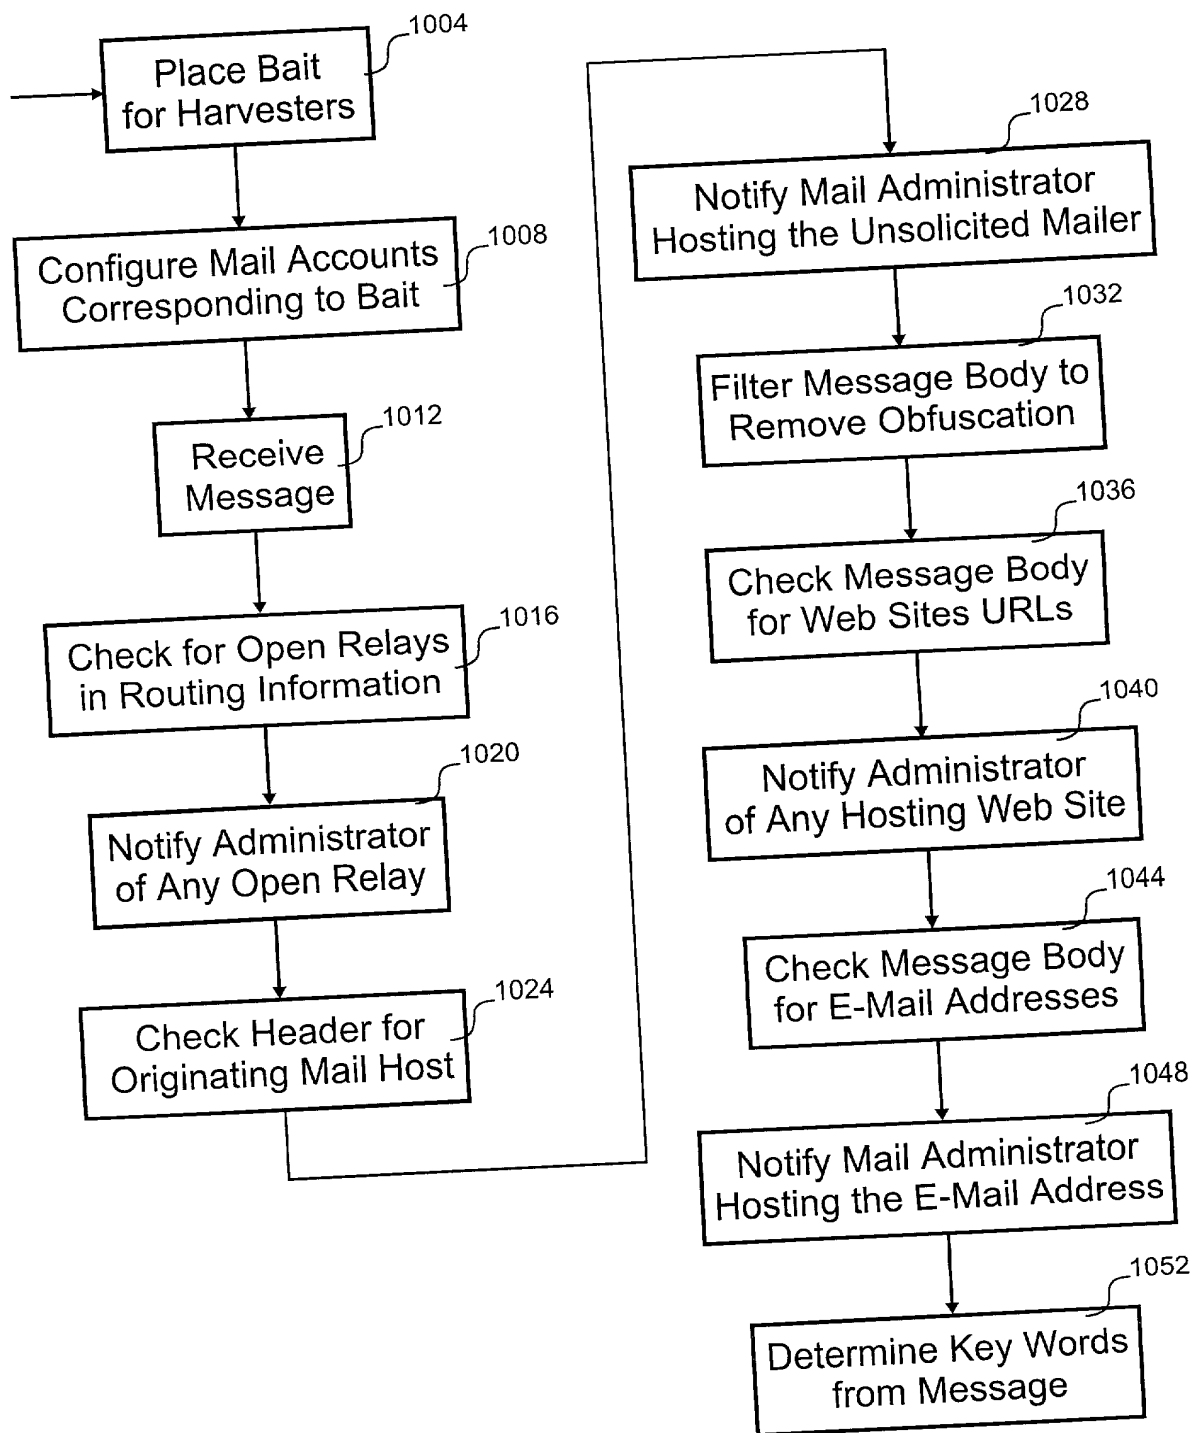 1004
Place Bait
for Harvesters
1008
Configure Mail Accounts
Corresponding to Bait
1012
Receive
Message
1016
Check for Open Relays
in Routing Information
1020
Notify Administrator
of Any Open Relay
1024
Check Header for
Originating Mail Host
1028
Notify Mail Administrator
Hosting the Unsolicited Mailer
1032
Filter Message Body to
Remove Obfuscation
1036
Check Message Body
for Web Sites URLs
1040
Notify Administrator
of Any Hosting Web Site
1044
Check Message Body
for E-Mail Addresses
1048
Notify Mail Administrator
Hosting the E-Mail Address
1052
Determine Key Words
from Message